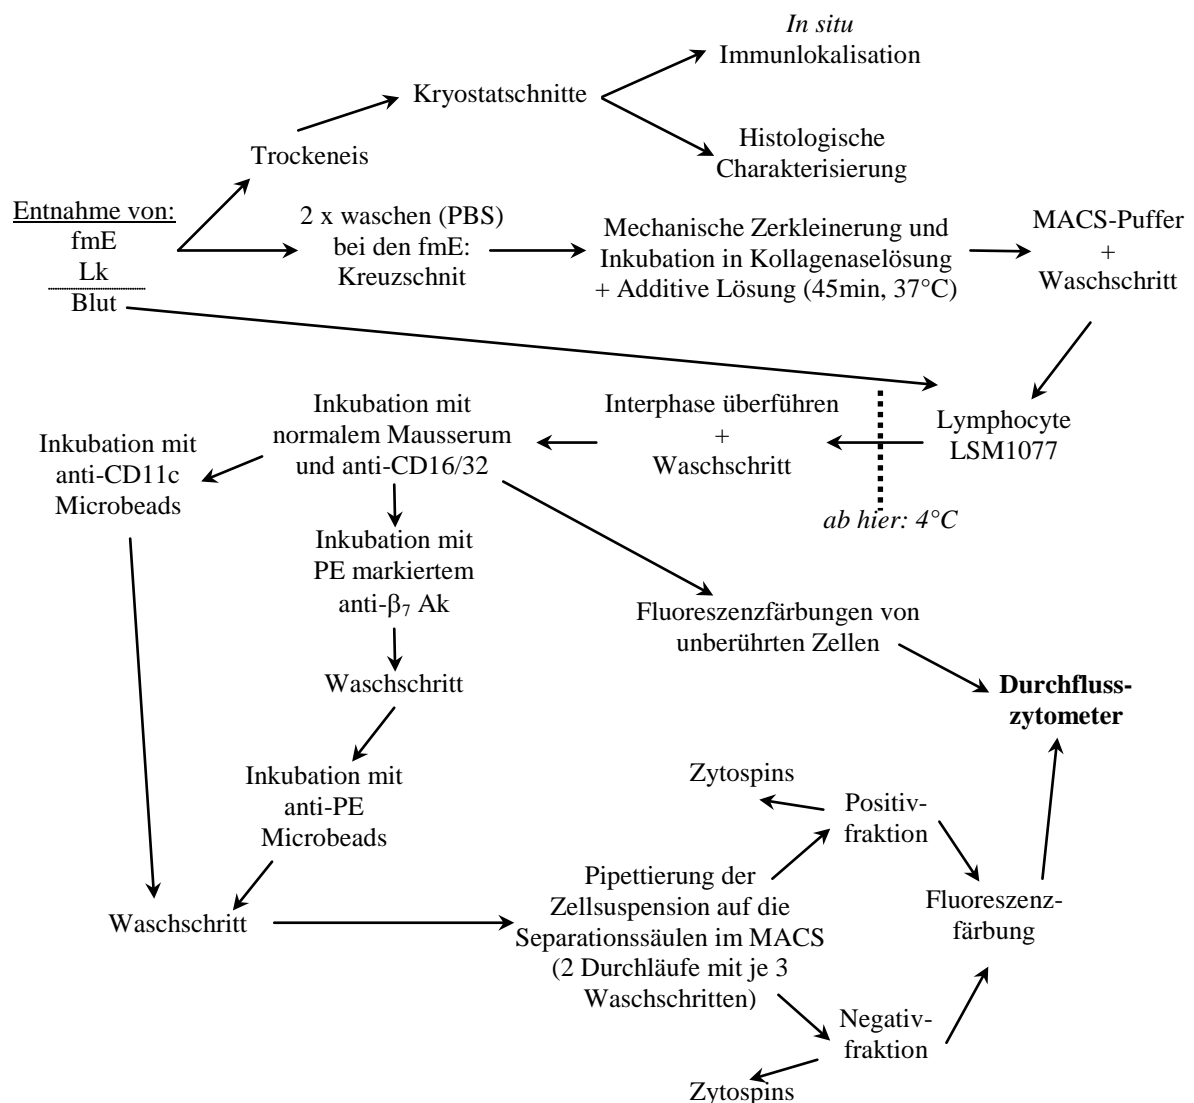 In situ
Immunlokalisation
Kryostatschnitte
Histologische
Charakterisierung
Trockeneis
Entnahme von:
fmE
Lk
Blut
2 x waschen (PBS)
bei den fmE:
Kreuzschnit
Mechanische Zerkleinerung und
Inkubation in Kollagenaselösung
+ Additive Lösung (45min, 37°C)
MACS-Puffer
+
Waschschritt
Lymphocyte
LSM1077
ab hier: 4°C
Interphase überführen
+
Waschschritt
Inkubation mit
normalem Mausserum
und anti-CD16/32
Inkubation mit
anti-CD11c
Microbeads
Inkubation mit
PE markiertem
anti-β₇ Ak
Waschschritt
Inkubation mit
anti-PE
Microbeads
Waschschritt
Fluoreszenzfärbungen von
unberührten Zellen
Durchfluss-
zytometer
Pipettierung der
Zellsuspension auf die
Separationssäulen im MACS
(2 Durchläufe mit je 3
Waschschritten)
Zytospins
Positiv-
fraktion
Fluoreszenz-
färbung
Negativ-
fraktion
Zytospins